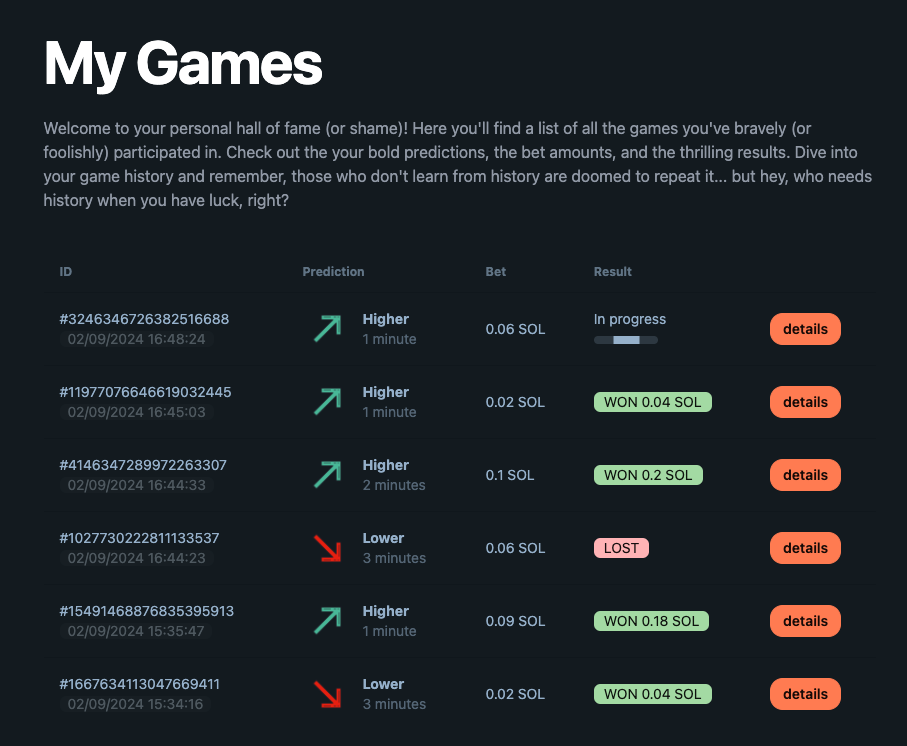 My Games
Welcome to your personal hall of fame (or shame)! Here you'll find a list of all the games you've bravely (or
foolishly) participated in. Check out the your bold predictions, the bet amounts, and the thrilling results. Dive into
your game history and remember, those who don't learn from history are doomed to repeat it... but hey, who needs
history when you have luck, right?
ID Prediction Bet Result
#3246346726382516688 Higher In progress
02/09/2024 16:48:24 1 minute 0.06 SOL details
#11977076646619032445 Higher
02/09/2024 16:45:03 1 minute 0.02 SOL WON 0.04 SOL details
#4146347289972263307 Higher
02/09/2024 16:44:33 2 minutes 0.1 SOL WON 0.2 SOL details
#1027730222811133537 Lower
02/09/2024 16:44:23 3 minutes 0.06 SOL LOST details
#15491468876835395913 Higher
02/09/2024 15:35:47 1 minute 0.09 SOL WON 0.18 SOL details
#1667634113047669411 Lower
02/09/2024 15:34:16 3 minutes 0.02 SOL WON 0.04 SOL details